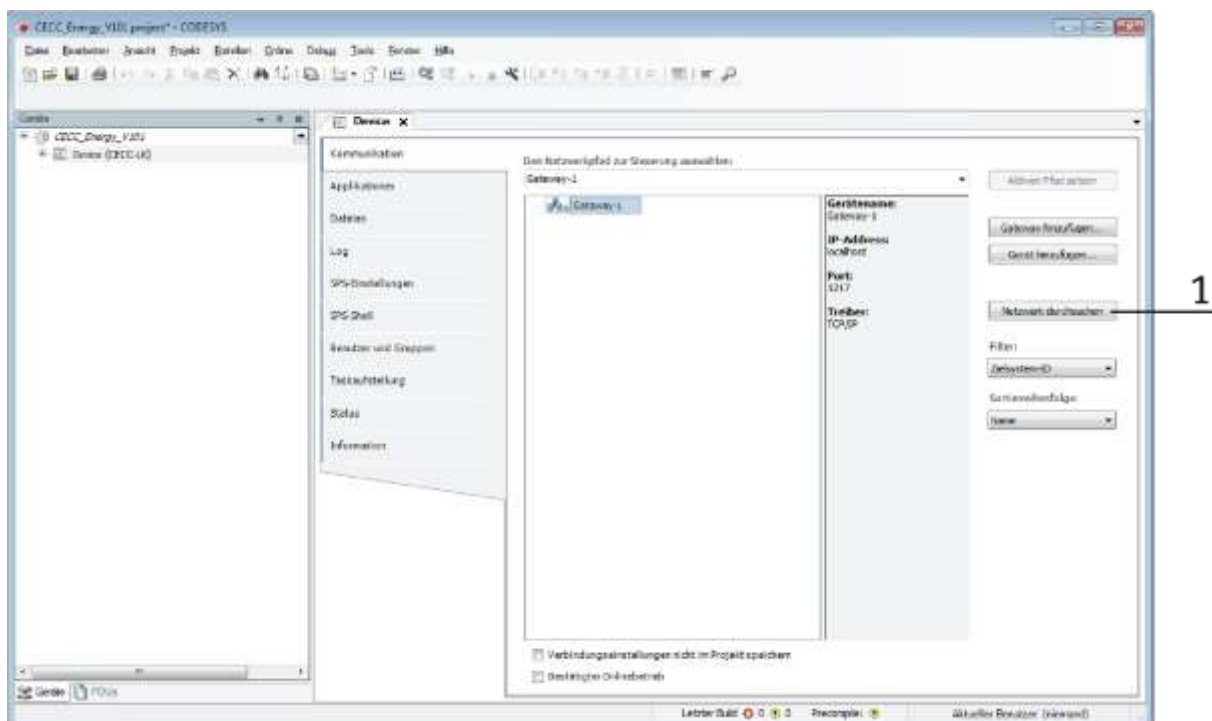 CECC_Energy_V101.project* - CODESYS
Datei Bearbeiten Ansicht Projekt Erstellen Online Debug Tools Fenster Hilfe
Geräte
CECC_Energy_V101
Device (CECC-LK)
Device
Kommunikation
Applikationen
Dateien
Log
SPS-Einstellungen
SPS-Shell
Benutzer und Gruppen
Taskaufstellung
Status
Information
Den Netzwerkpfad zur Steuerung auswählen:
Gateway-1
Gateway-1
Gerätename:
Gateway-1
IP-Address:
localhost
Port:
1217
Treiber:
TCP/IP
Aktiven Pfad setzen
Gateway hinzufügen...
Gerät hinzufügen...
Netzwerk durchsuchen
1
Filter:
Zielsystem-ID
Sortierreihenfolge:
Name
Verbindungseinstellungen nicht im Projekt speichern
Bestätigter Onlinebetrieb
Geräte POUs
Letzter Build: 0 0 Precompile: Aktueller Benutzer: (niemand)